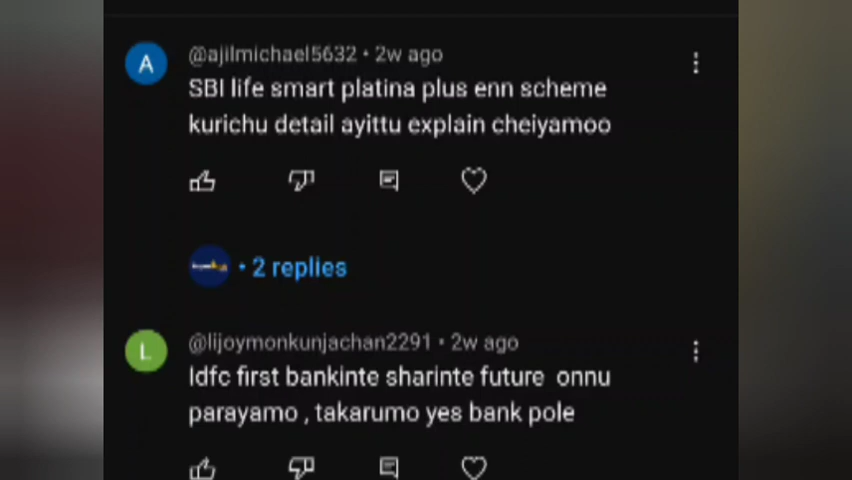 A
@ajilmichael5632 • 2w ago
SBI life smart platina plus enn scheme
kurichu detail ayittu explain cheiyamoo
• 2 replies
L
@lijoymonkunjachan2291 • 2w ago
Idfc first bankinte sharinte future onnu
parayamo , takarumo yes bank pole